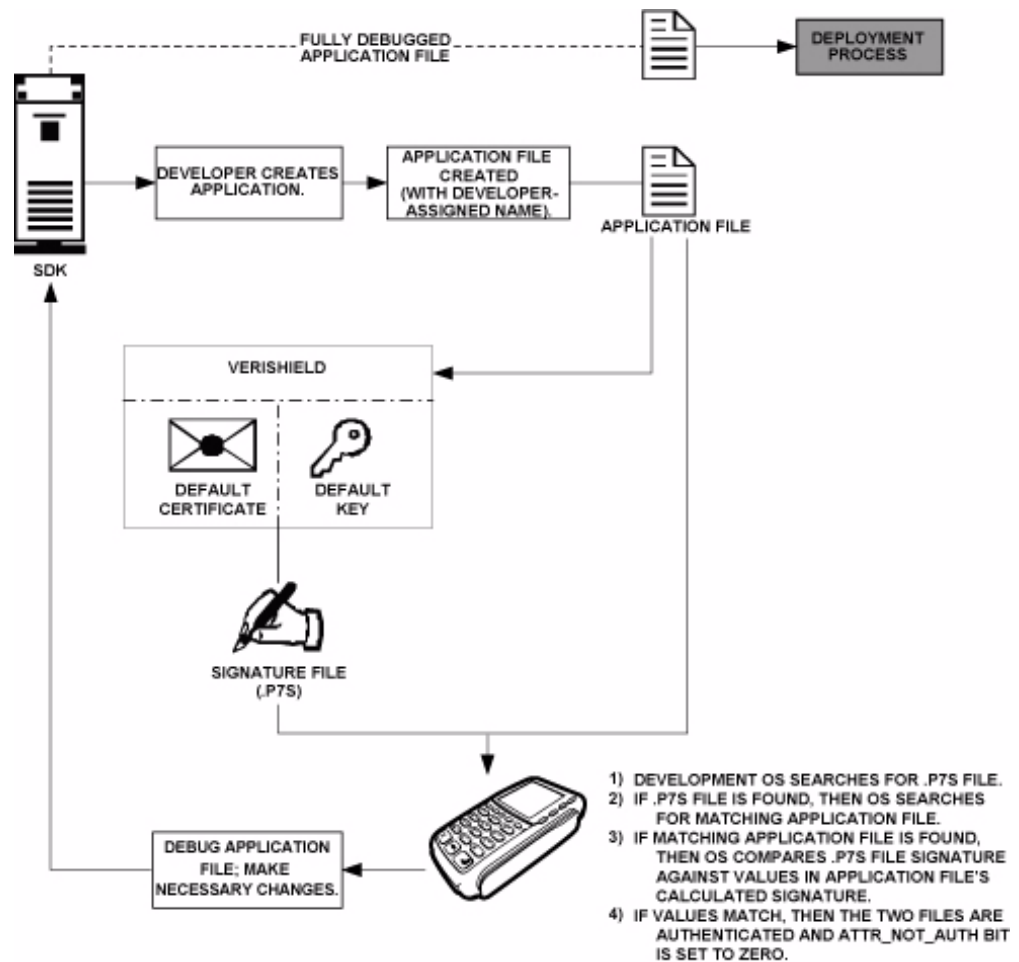 FULLY DEBUGGED
APPLICATION FILE
DEPLOYMENT
PROCESS
DEVELOPER CREATES
APPLICATION.
APPLICATION FILE
CREATED
(WITH DEVELOPER-
ASSIGNED NAME).
APPLICATION FILE
SDK
VERISHIELD
DEFAULT
CERTIFICATE
DEFAULT
KEY
SIGNATURE FILE
(.P7S)
1) DEVELOPMENT OS SEARCHES FOR .P7S FILE.
2) IF .P7S FILE IS FOUND, THEN OS SEARCHES
FOR MATCHING APPLICATION FILE.
3) IF MATCHING APPLICATION FILE IS FOUND,
THEN OS COMPARES .P7S FILE SIGNATURE
AGAINST VALUES IN APPLICATION FILE'S
CALCULATED SIGNATURE.
4) IF VALUES MATCH, THEN THE TWO FILES ARE
AUTHENTICATED AND ATTR_NOT_AUTH BIT
IS SET TO ZERO.
DEBUG APPLICATION
FILE; MAKE
NECESSARY CHANGES.